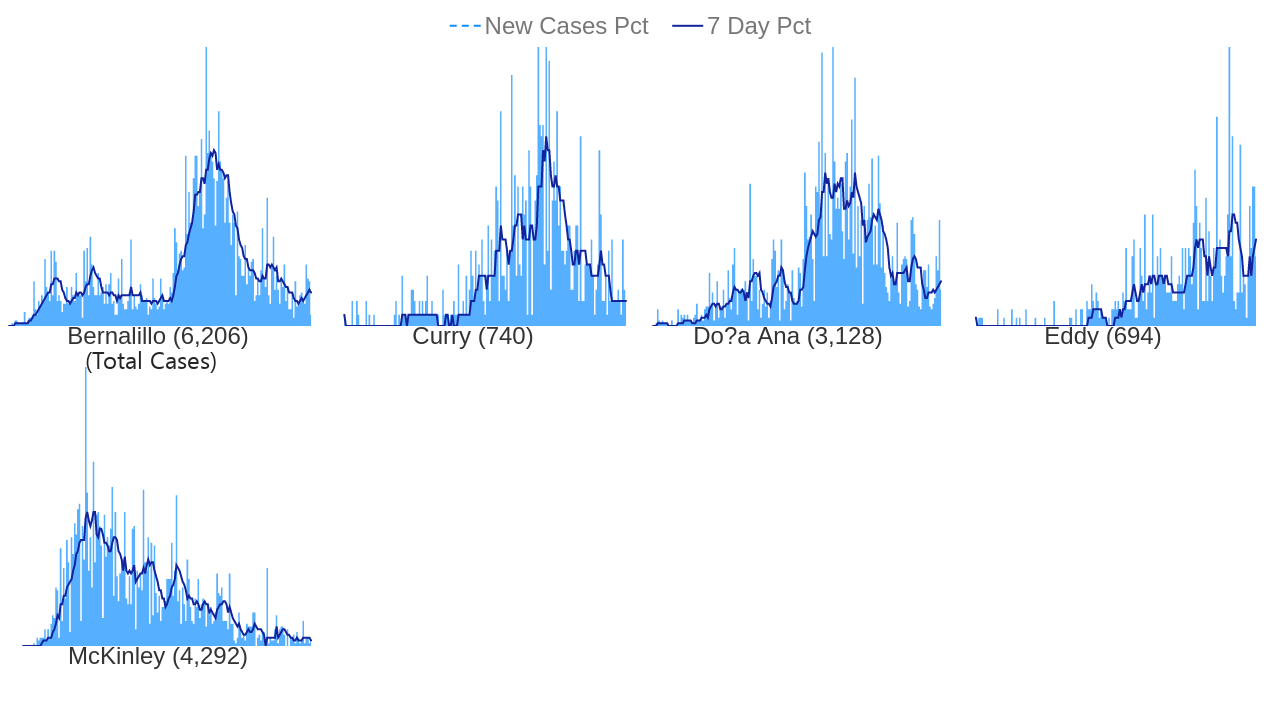 New Cases Pct 7 Day Pct
Bernalillo (6,206)
(Total Cases)
Curry (740)
Do?a Ana (3,128)
Eddy (694)
McKinley (4,292)